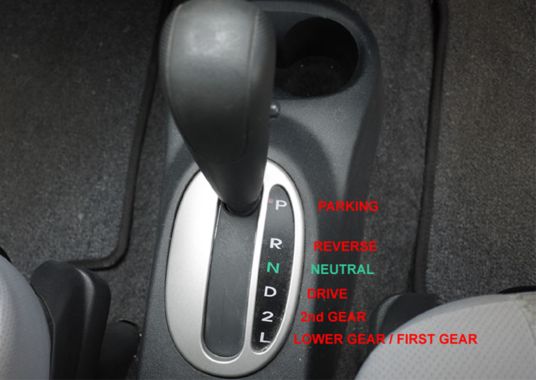 P PARKING
R REVERSE
N NEUTRAL
D DRIVE
2 2nd GEAR
L LOWER GEAR / FIRST GEAR